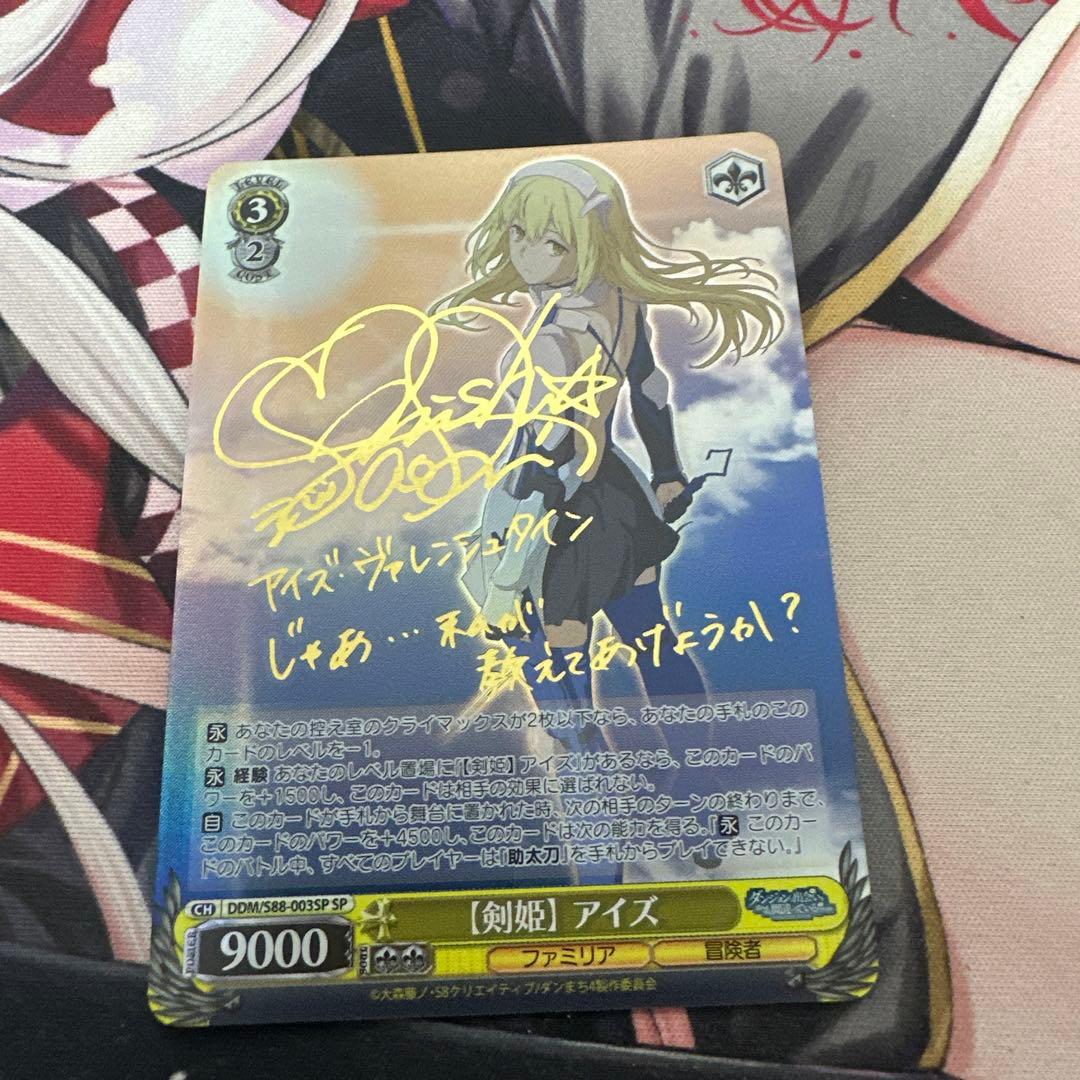 LEVEL
3
2
COST
アイズ・ヴァレンシュタイン
じゃあ… 私が
教えてあげようか?
永 あなたの控え室のクライマックスが2枚以下なら、あなたの手札のこの
カードのレベルを-1。
永 経験 あなたのレベル置場に「【剣姫】 アイズ」があるなら、このカードのパ
ワーを+1500し、このカードは相手の効果に選ばれない。
自 このカードが手札から舞台に置かれた時、次の相手のターンの終わりまで、
このカードのパワーを+4500し、このカードは次の能力を得る。『永 このカー
ドのバトル中、すべてのプレイヤーは『助太刀』を手札からプレイできない。』
CH DDM/S88-003SP SP
【剣姫】 アイズ
POWER
9000
SOUL
ファミリア
冒険者
©大森藤ノ・SBクリエイティブ/ダンまち4製作委員会